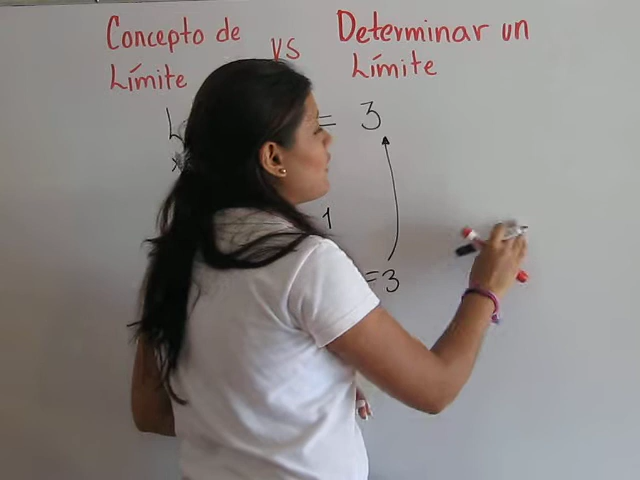 Concepto de vs Determinar un
Límite Límite
= 3
1
=3